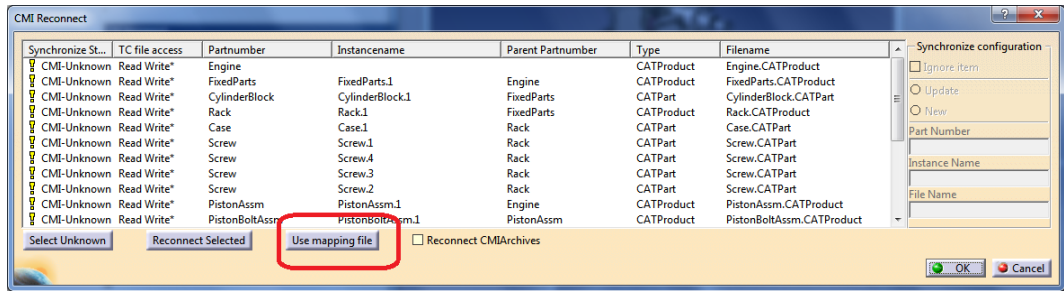 CMI Reconnect
Synchronize St... TC file access Partnumber Instancename Parent Partnumber Type Filename
CMI-Unknown Read Write* Engine CATProduct Engine.CATProduct
CMI-Unknown Read Write* FixedParts FixedParts.1 Engine CATProduct FixedParts.CATProduct
CMI-Unknown Read Write* CylinderBlock CylinderBlock.1 FixedParts CATPart CylinderBlock.CATPart
CMI-Unknown Read Write* Rack Rack.1 FixedParts CATProduct Rack.CATProduct
CMI-Unknown Read Write* Case Case.1 Rack CATPart Case.CATPart
CMI-Unknown Read Write* Screw Screw.1 Rack CATPart Screw.CATPart
CMI-Unknown Read Write* Screw Screw.4 Rack CATPart Screw.CATPart
CMI-Unknown Read Write* Screw Screw.3 Rack CATPart Screw.CATPart
CMI-Unknown Read Write* Screw Screw.2 Rack CATPart Screw.CATPart
CMI-Unknown Read Write* PistonAssm PistonAssm.1 Engine CATProduct PistonAssm.CATProduct
CMI-Unknown Read Write* PistonBoltAssm PistonBoltAssm.1 PistonAssm CATProduct PistonBoltAssm.CATProduct
Select Unknown Reconnect Selected Use mapping file Reconnect CMIArchives
Synchronize configuration
Ignore item
Update
New
Part Number
Instance Name
File Name
OK Cancel